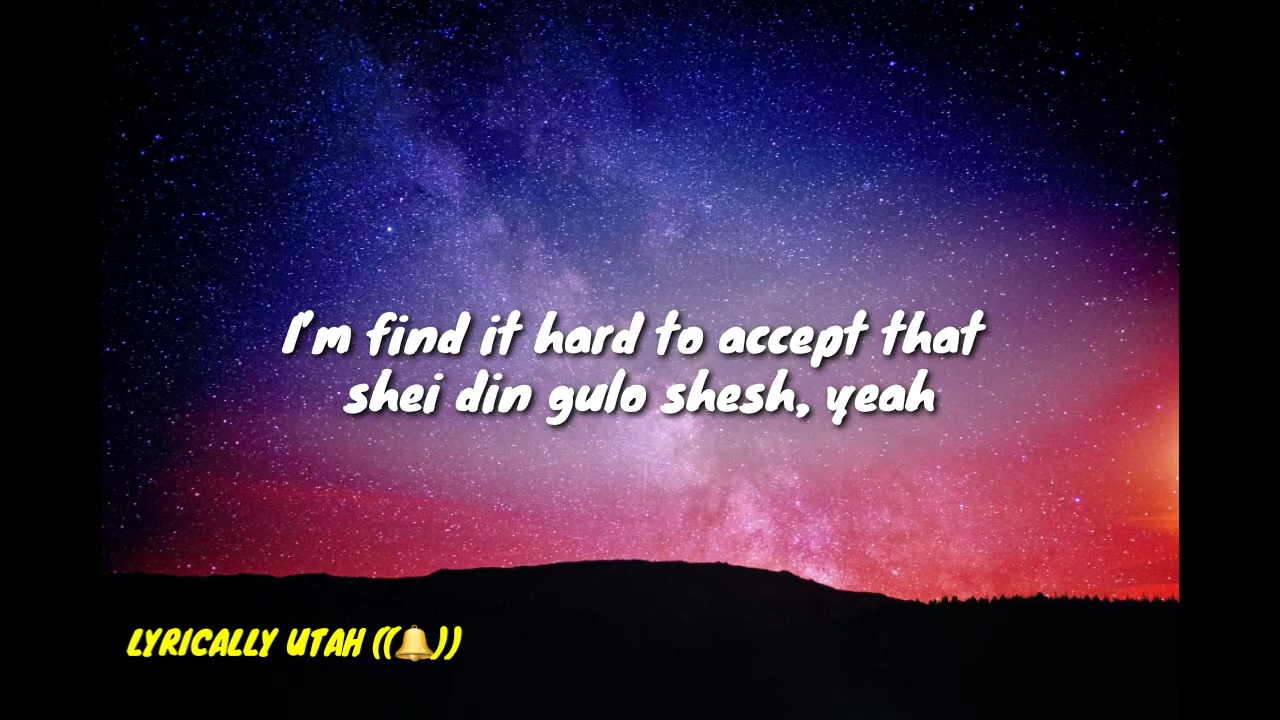 I'm find it hard to accept that
shei din gulo shesh, yeah
LYRICALLY UTAH ((🔔))